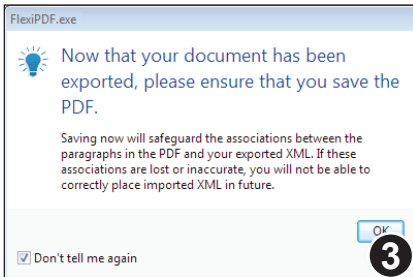 FlexiPDF.exe
Now that your document has been
exported, please ensure that you save the
PDF.
Saving now will safeguard the associations between the
paragraphs in the PDF and your exported XML. If these
associations are lost or inaccurate, you will not be able to
correctly place imported XML in future.
OK
3
Don't tell me again